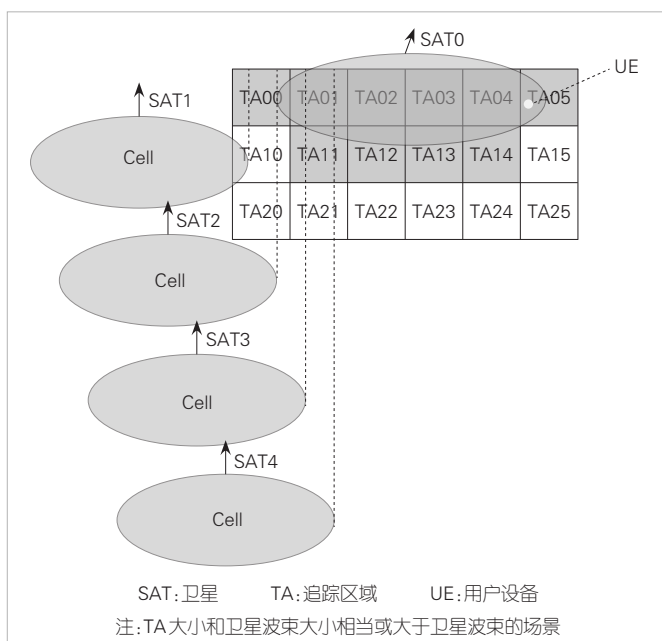 SAT0
UE
SAT1
TA00 TA01 TA02 TA03 TA04 TA05
Cell
TA10 TA11 TA12 TA13 TA14 TA15
SAT2
TA20 TA21 TA22 TA23 TA24 TA25
Cell
SAT3
Cell
SAT4
Cell
SAT:卫星 TA:追踪区域 UE:用户设备
注:TA大小和卫星波束大小相当或大于卫星波束的场景